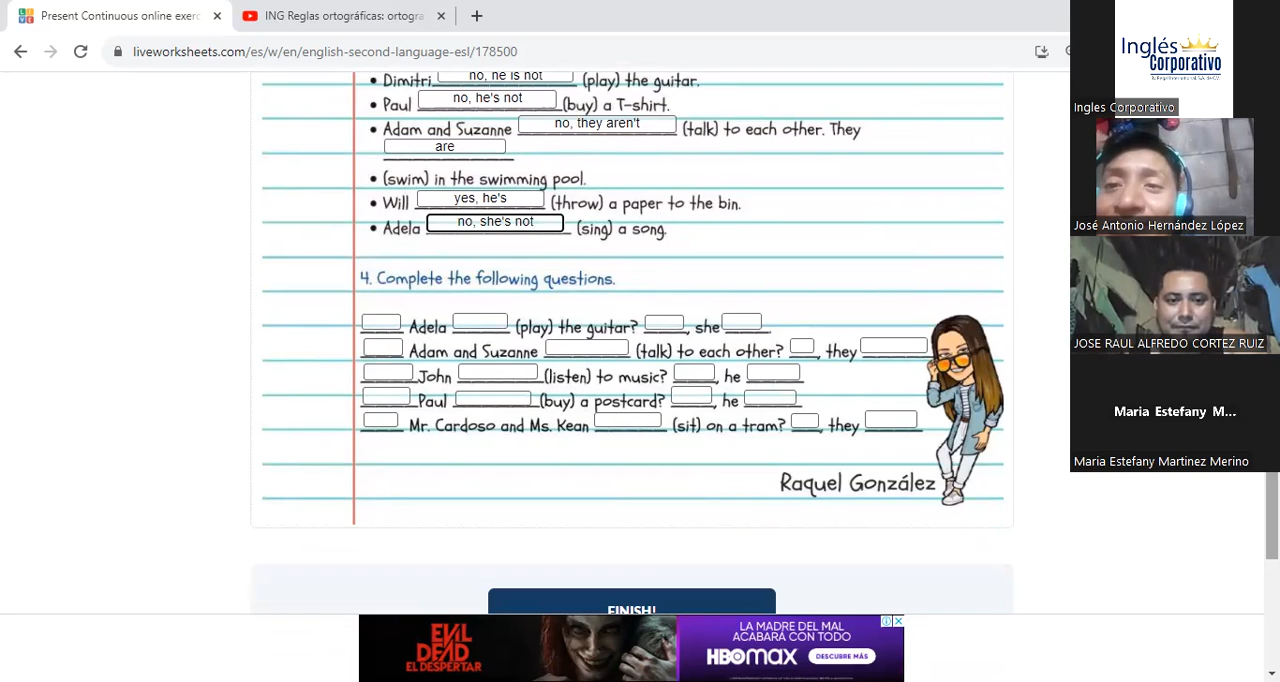 Present Continuous online exerc
ING Reglas ortográficas: ortogra
liveworksheets.com/es/w/en/english-second-language-esl/178500
• Dimitri no, he is not (play) the guitar.
• Paul no, he's not (buy) a T-shirt.
• Adam and Suzanne no, they aren't (talk) to each other. They
are
• (swim) in the swimming pool.
• Will yes, he's (throw) a paper to the bin.
• Adela no, she's not (sing) a song.
4. Complete the following questions.
Adela (play) the guitar? , she
Adam and Suzanne (talk) to each other? , they
John (listen) to music? , he
Paul (buy) a postcard? , he
Mr. Cardoso and Ms. Kean (sit) on a tram? , they
Raquel González
FINISH!
EVIL
DEAD
EL DESPERTAR
LA MADRE DEL MAL
ACABARÁ CON TODO
HBOmax DESCUBRE MÁS
Inglés
Corporativo
Ingles Corporativo
José Antonio Hernández López
JOSE RAUL ALFREDO CORTEZ RUIZ
Maria Estefany M...
Maria Estefany Martinez Merino